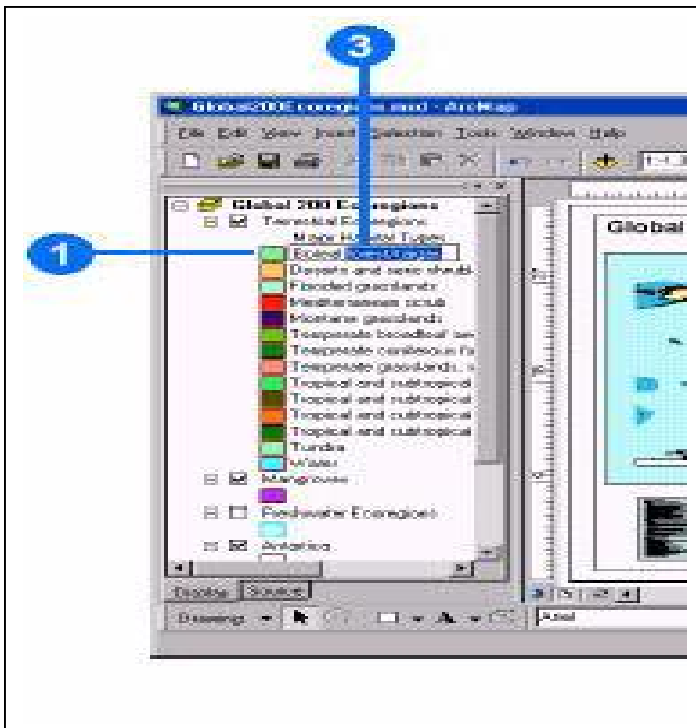 3
Global200Ecoregions.mxd - ArcMap
File Edit View Insert Selection Tools Window Help
Global 200 Ecoregions
Terrestrial Ecoregions
Major Habitat Types
1
Boreal
Deserts and xeric shrubl
Flooded grasslands
Mediterranean scrub
Montane grasslands
Temperate broadleaf an
Temperate coniferous fo
Temperate grasslands, s
Tropical and subtropical
Tropical and subtropical
Tropical and subtropical
Tropical and subtropical
Tundra
Water
Mangroves
Freshwater Ecoregions
Antartica
Display Source
Drawing
Arial
Global